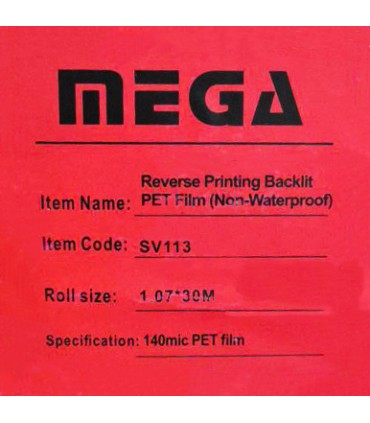 MEGA
Reverse Printing Backlit
Item Name: PET Film (Non-Waterproof)
Item Code: SV113
Roll size: 1.07*30M
Specification: 140mic PET film